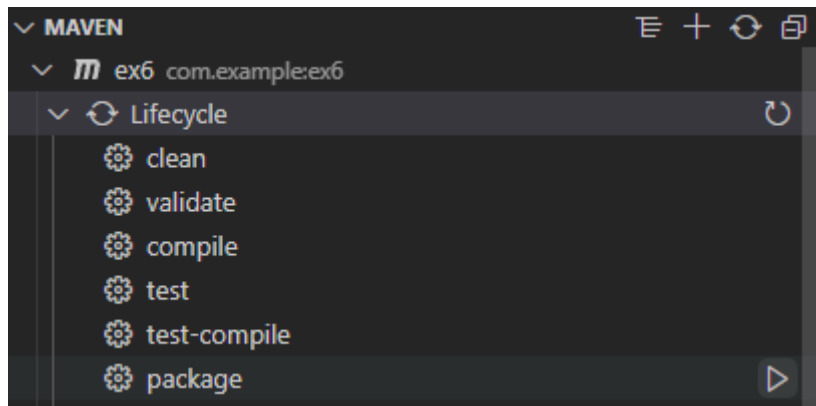 MAVEN
m ex6 com.example:ex6
Lifecycle
clean
validate
compile
test
test-compile
package